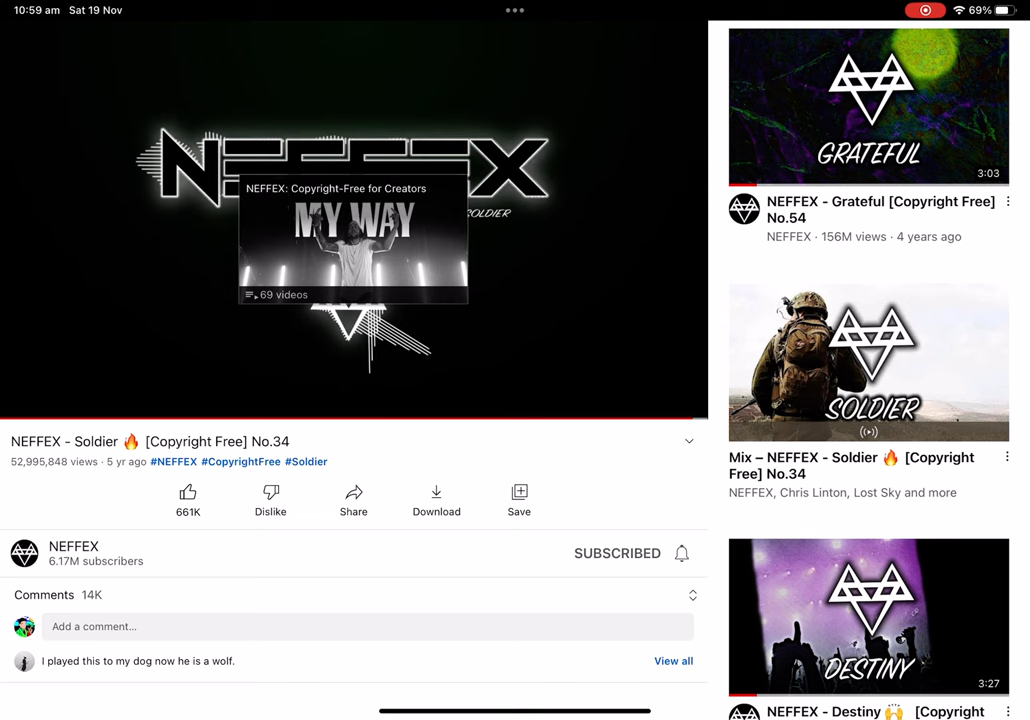 10:59 am Sat 19 Nov
69%
NEFFEX
SOLDIER
NEFFEX: Copyright-Free for Creators
MY WAY
69 videos
NEFFEX - Soldier 🔥 [Copyright Free] No.34
52,995,848 views · 5 yr ago #NEFFEX #CopyrightFree #Soldier
661K
Dislike
Share
Download
Save
NEFFEX
6.17M subscribers
SUBSCRIBED
Comments 14K
Add a comment...
I played this to my dog now he is a wolf.
View all
GRATEFUL
3:03
NEFFEX - Grateful [Copyright Free]
No.54
NEFFEX · 156M views · 4 years ago
SOLDIER
Mix – NEFFEX - Soldier 🔥 [Copyright
Free] No.34
NEFFEX, Chris Linton, Lost Sky and more
DESTINY
3:27
NEFFEX - Destiny 🙌 [Copyright